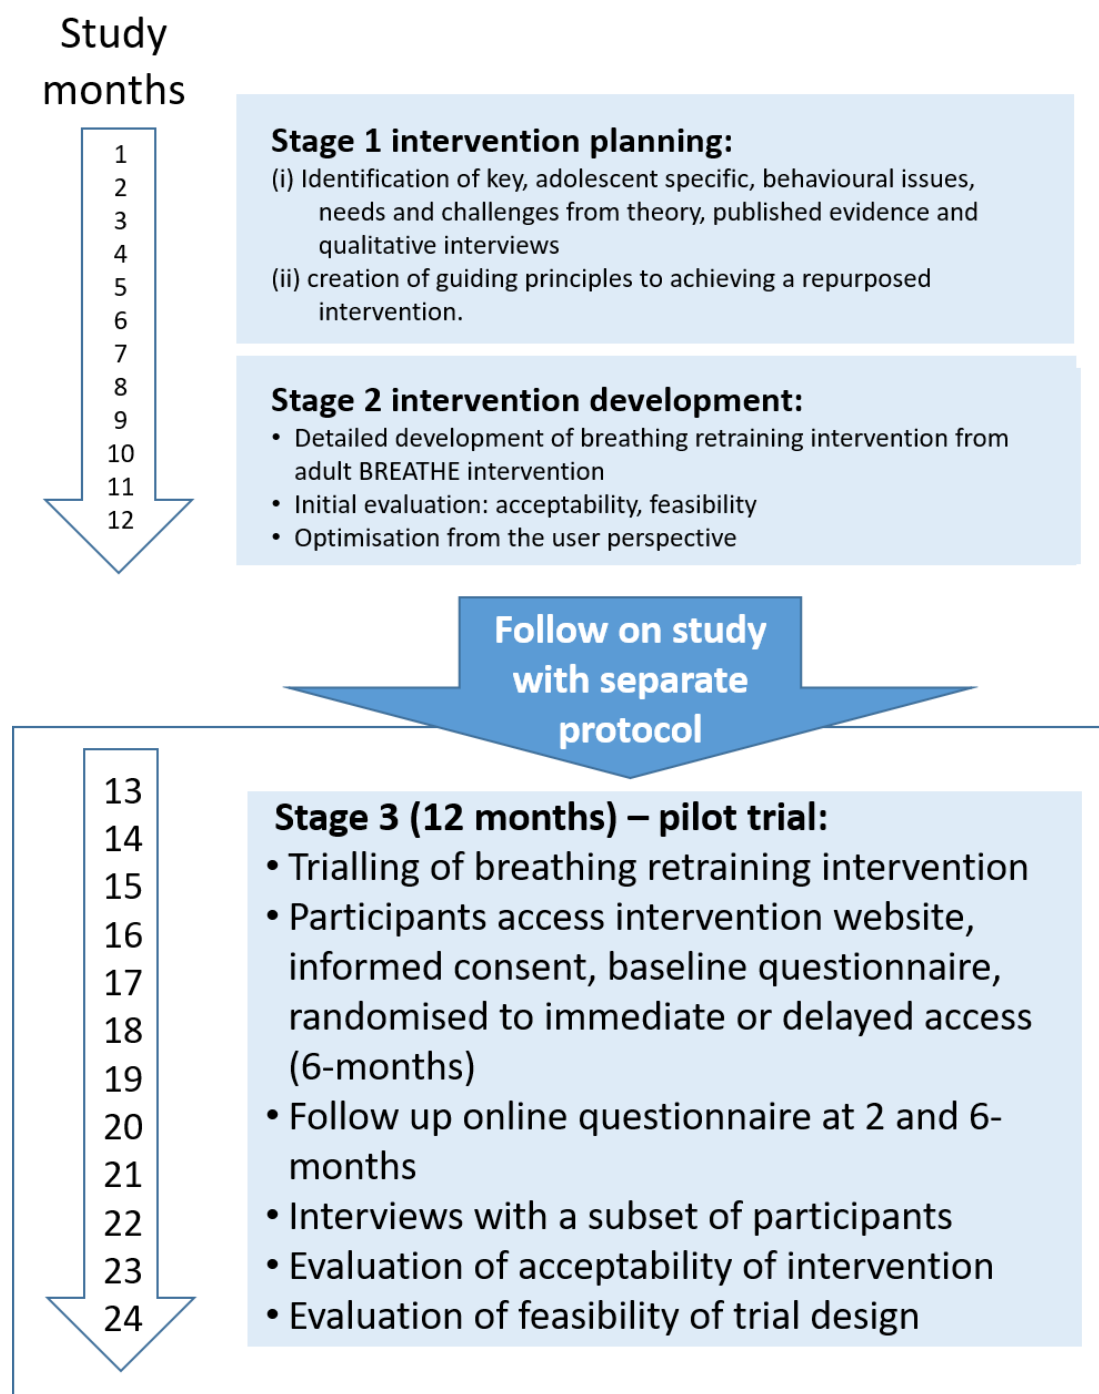 Study
months
1
2
3
4
5
6
7
8
9
10
11
12
Stage 1 intervention planning:
(i) Identification of key, adolescent specific, behavioural issues,
needs and challenges from theory, published evidence and
qualitative interviews
(ii) creation of guiding principles to achieving a repurposed
intervention.
Stage 2 intervention development:
• Detailed development of breathing retraining intervention from
adult BREATHE intervention
• Initial evaluation: acceptability, feasibility
• Optimisation from the user perspective
Follow on study
with separate
protocol
13
14
15
16
17
18
19
20
21
22
23
24
Stage 3 (12 months) – pilot trial:
• Trialling of breathing retraining intervention
• Participants access intervention website,
informed consent, baseline questionnaire,
randomised to immediate or delayed access
(6-months)
• Follow up online questionnaire at 2 and 6-
months
• Interviews with a subset of participants
• Evaluation of acceptability of intervention
• Evaluation of feasibility of trial design